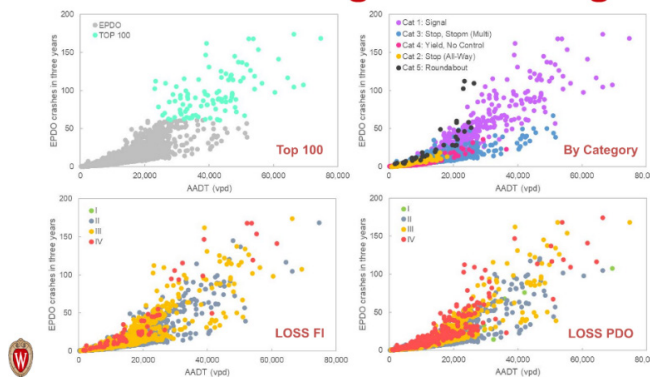 200
150
100
50
0
0
20,000
40,000
60,000
80,000
EPDO crashes in three years
AADT (vpd)
EPDO
TOP 100
Top 100
200
150
100
50
0
0
20,000
40,000
60,000
80,000
EPDO crashes in three years
AADT (vpd)
Cat 1: Signal
Cat 3: Stop, Stopm (Multi)
Cat 4: Yield, No Control
Cat 2: Stop (All-Way)
Cat 5: Roundabout
By Category
200
150
100
50
0
0
20,000
40,000
60,000
80,000
EPDO crashes in three years
AADT (vpd)
I
II
III
IV
LOSS FI
200
150
100
50
0
0
20,000
40,000
60,000
80,000
EPDO crashes in three years
AADT (vpd)
I
II
III
IV
LOSS PDO
W